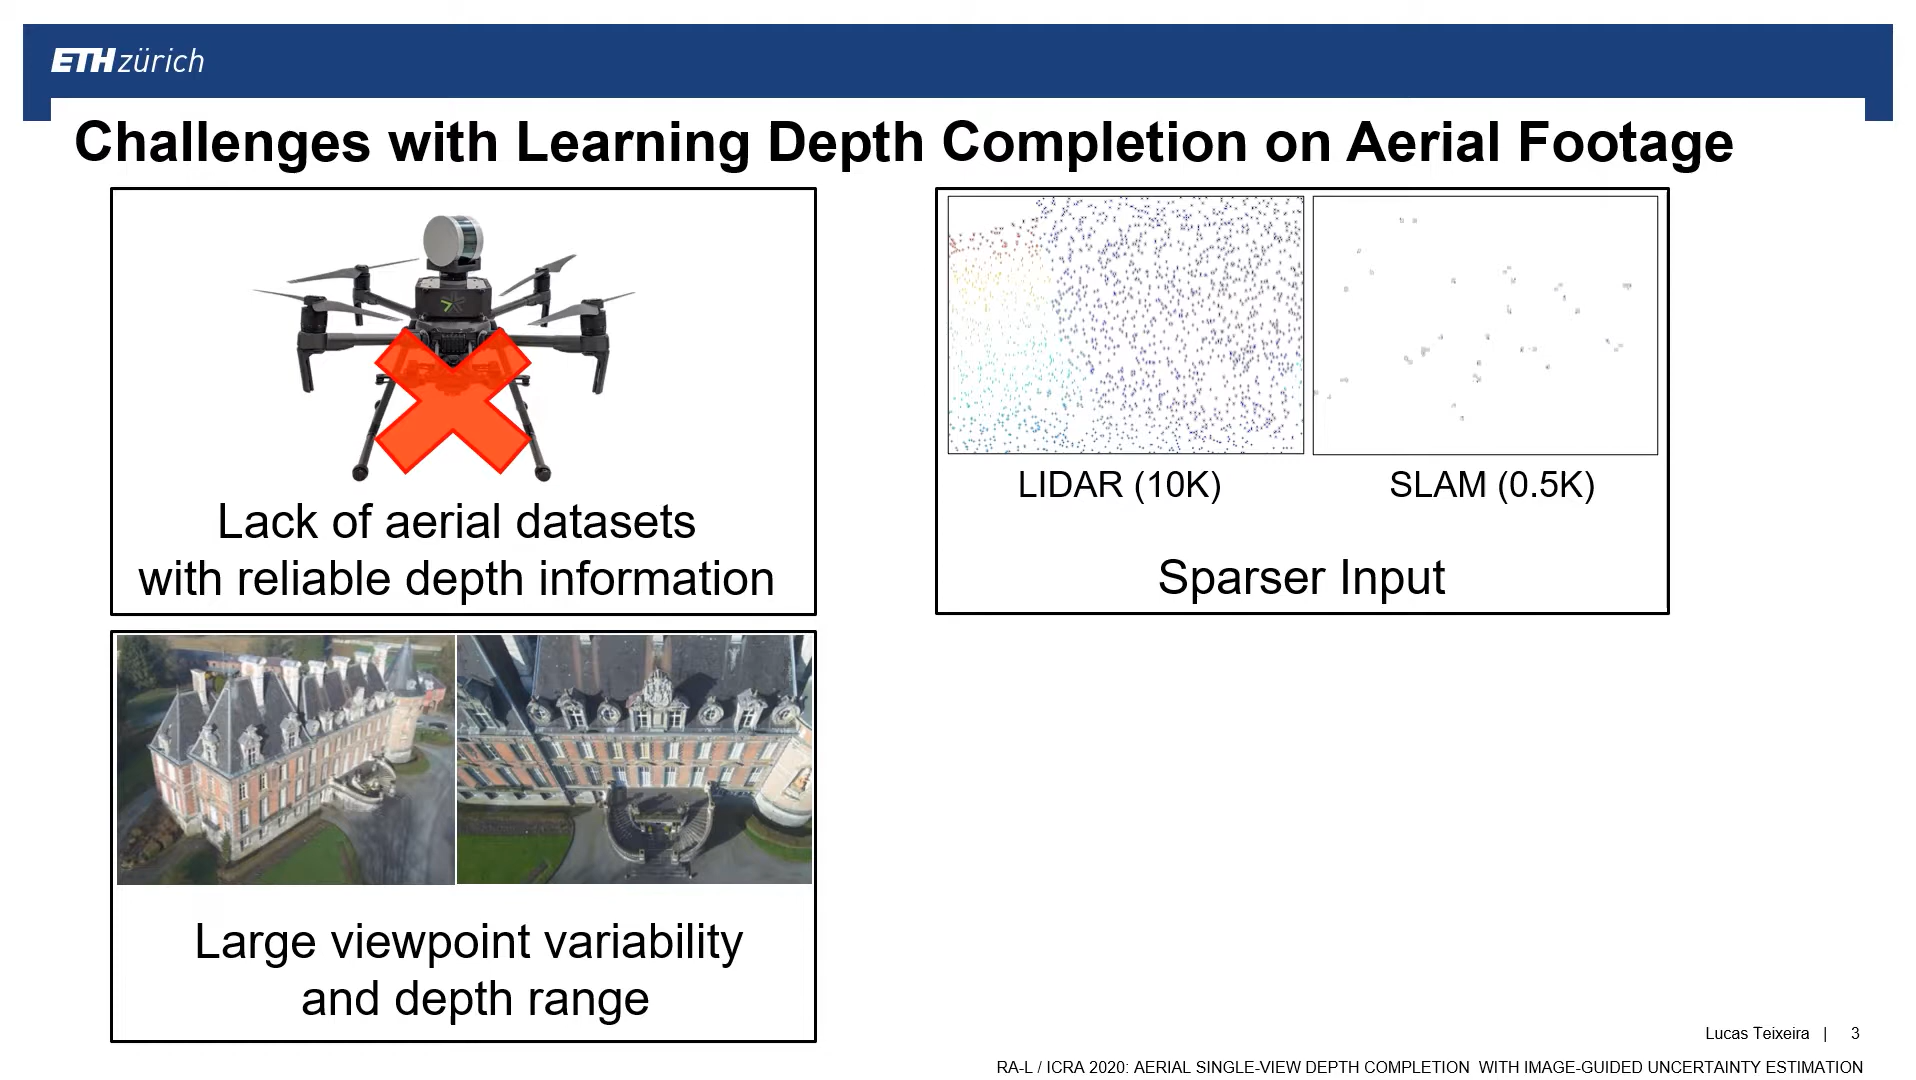 ETH zürich
Challenges with Learning Depth Completion on Aerial Footage
Lack of aerial datasets
with reliable depth information
LIDAR (10K)
SLAM (0.5K)
Sparser Input
Large viewpoint variability
and depth range
Lucas Teixeira | 3
RA-L / ICRA 2020: AERIAL SINGLE-VIEW DEPTH COMPLETION WITH IMAGE-GUIDED UNCERTAINTY ESTIMATION